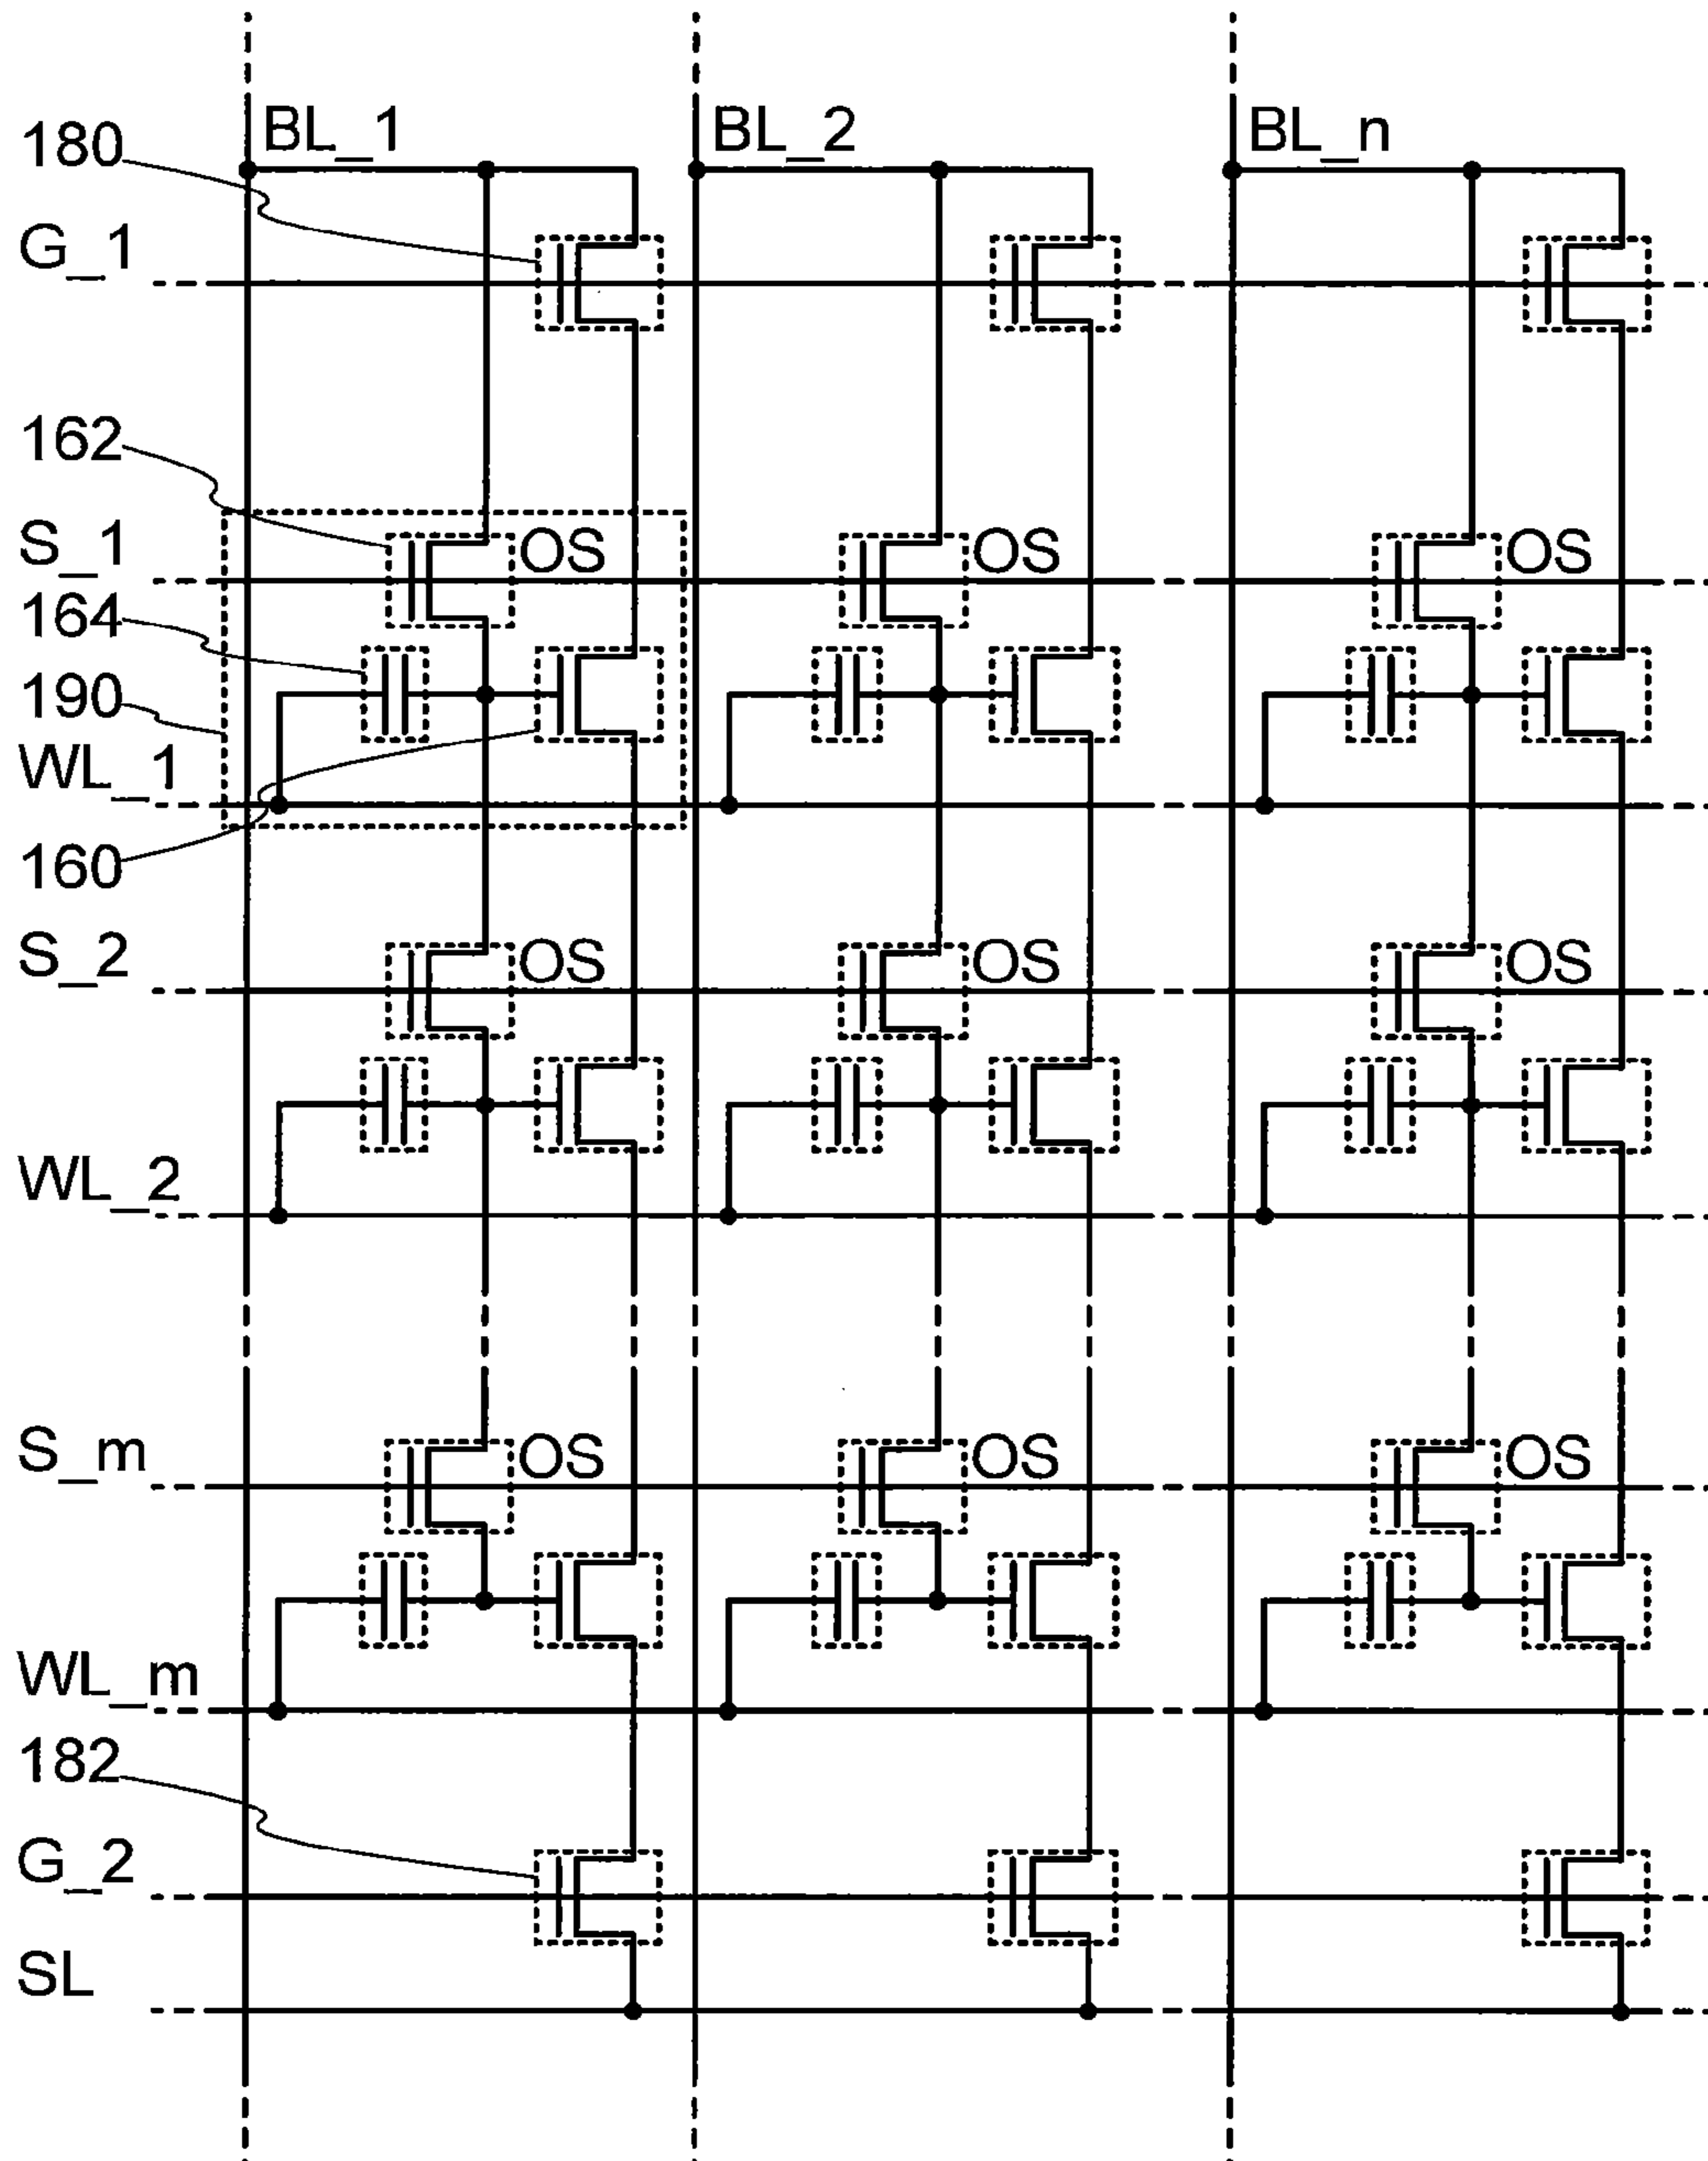 BL_1 BL_2 BL_n
180
G_1
162
S_1 OS OS OS
164
190
WL_1
160
S_2 OS OS OS
WL_2
S_m OS OS OS
WL_m
182
G_2
SL